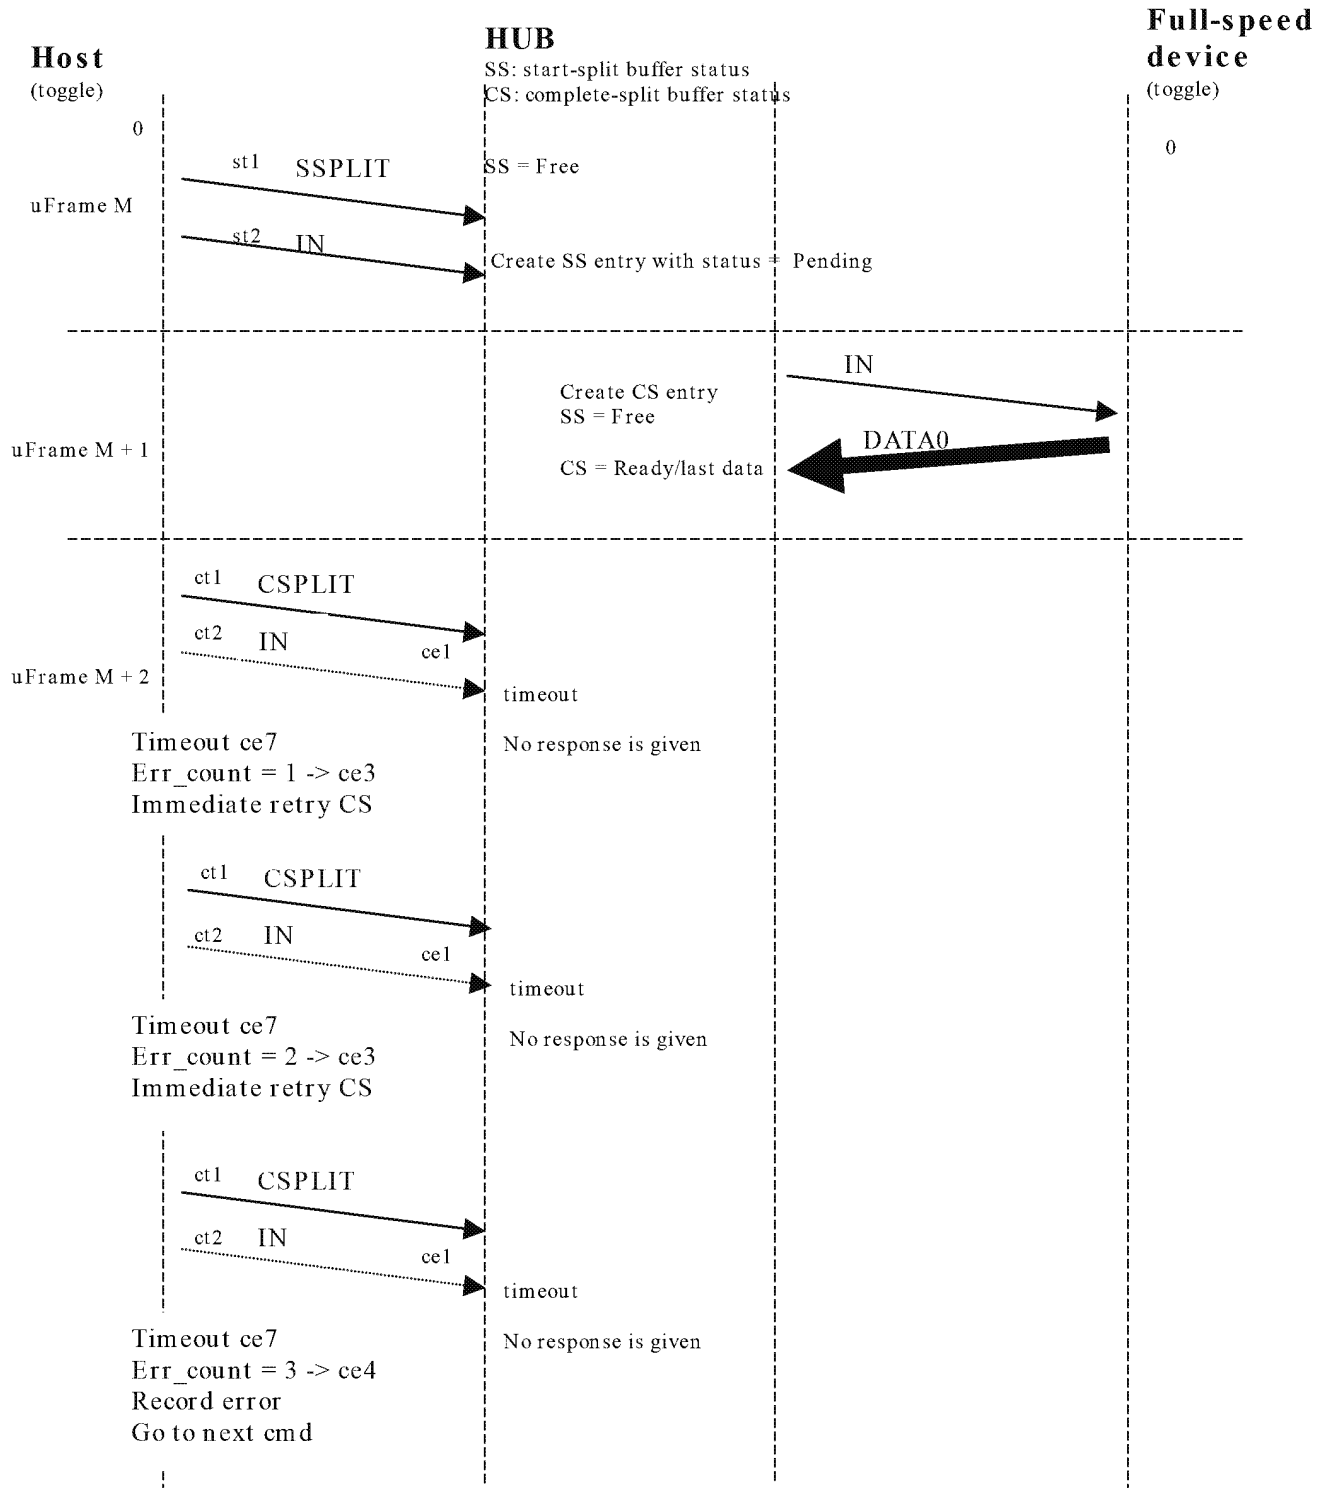 Host
(toggle)
HUB
SS: start-split buffer status
CS: complete-split buffer status
Full-speed
device
(toggle)
0
0
st1 SSPLIT
SS = Free
uFrame M
st2 IN
Create SS entry with status = Pending
IN
Create CS entry
SS = Free
DATA0
uFrame M + 1
CS = Ready/last data
ct1 CSPLIT
ct2 IN ce1
uFrame M + 2
timeout
Timeout ce7
No response is given
Err_count = 1 -> ce3
Immediate retry CS
ct1 CSPLIT
ct2 IN ce1
timeout
Timeout ce7
No response is given
Err_count = 2 -> ce3
Immediate retry CS
ct1 CSPLIT
ct2 IN ce1
timeout
Timeout ce7
No response is given
Err_count = 3 -> ce4
Record error
Go to next cmd